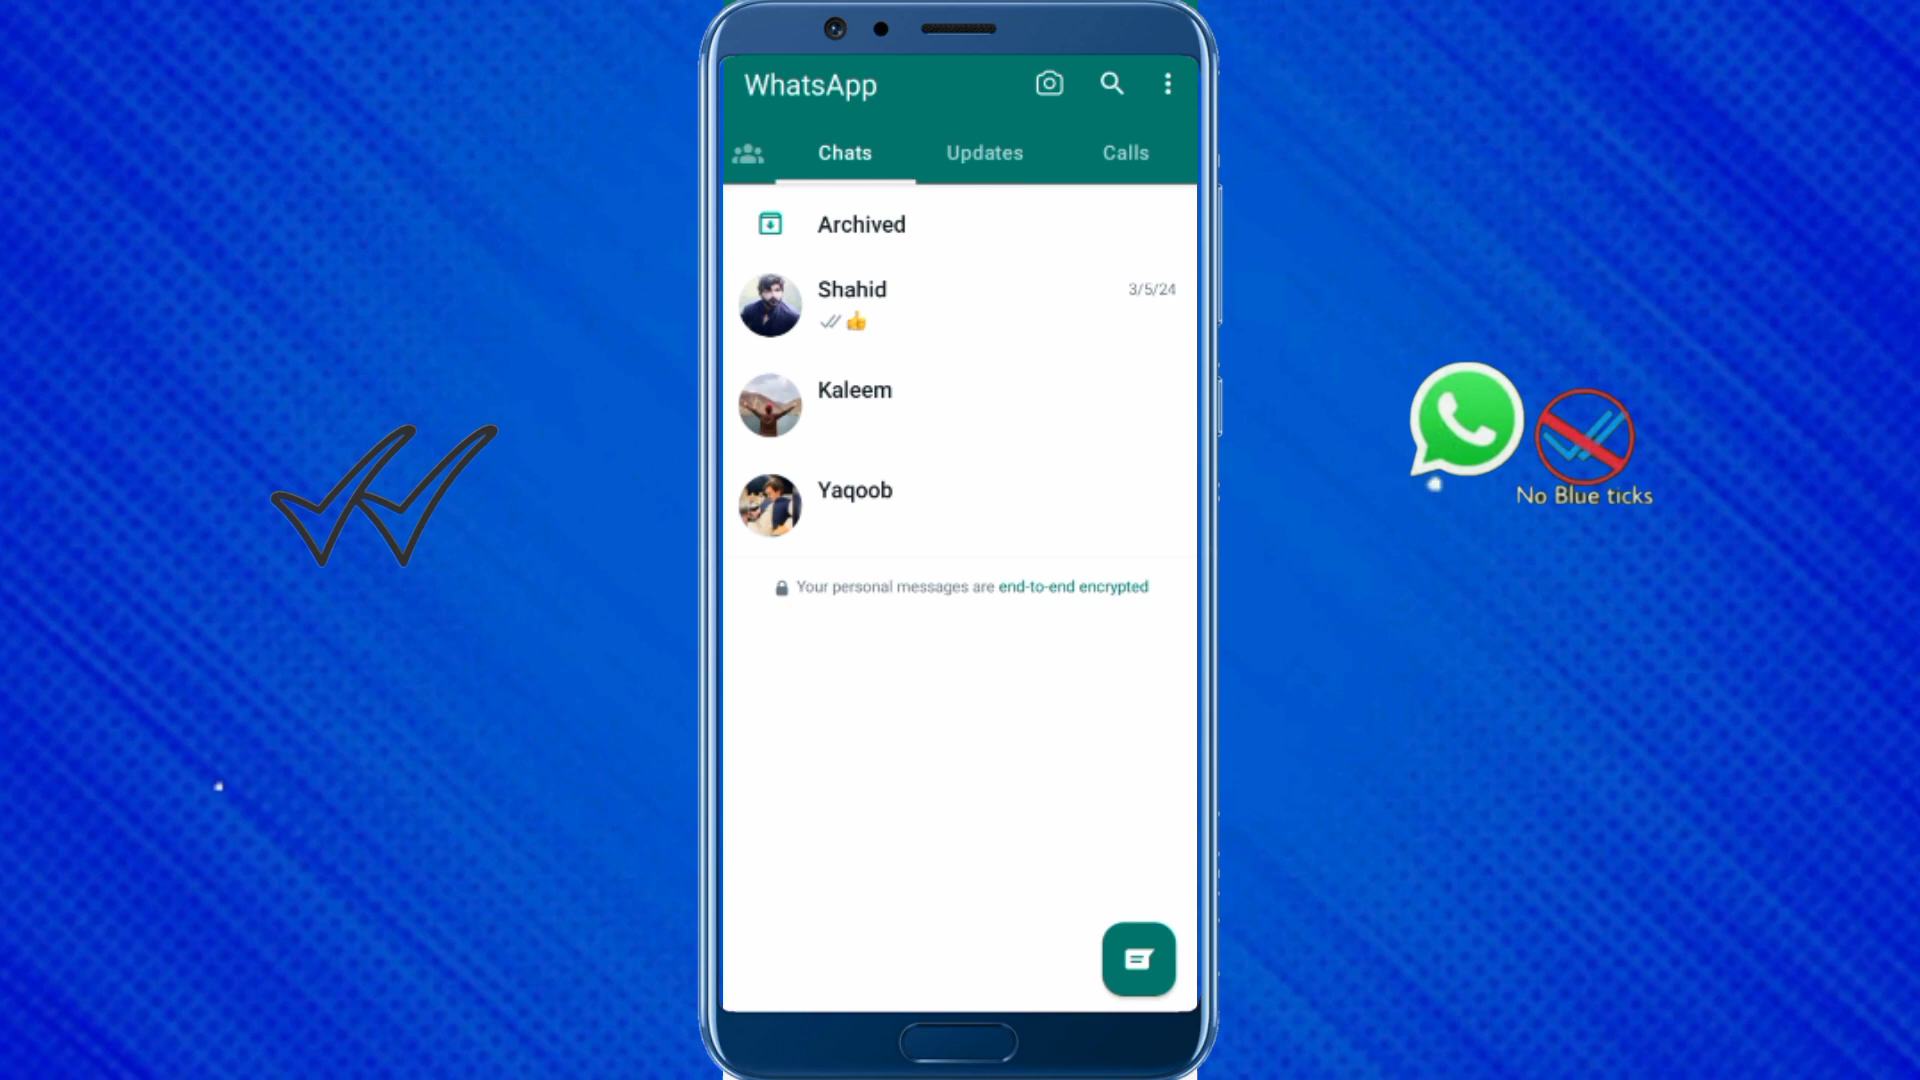 WhatsApp
Chats Updates Calls
Archived
Shahid 3/5/24
👍
Kaleem
Yaqoob
Your personal messages are end-to-end encrypted
No Blue ticks